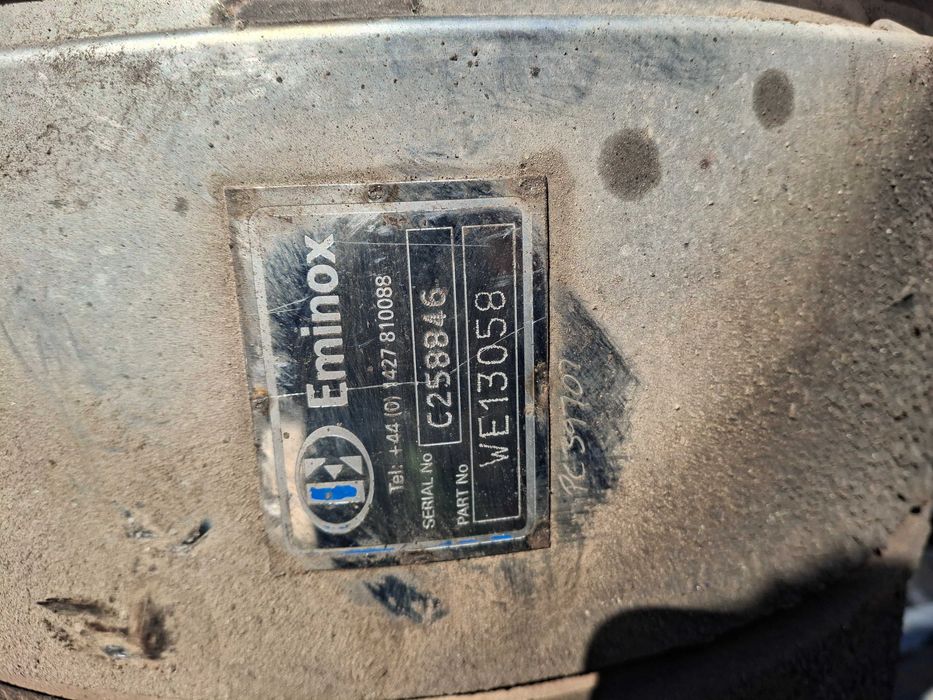 Eminox
Tel: +44 (0) 1427 810088
SERIAL No C258846
PART No WE13058